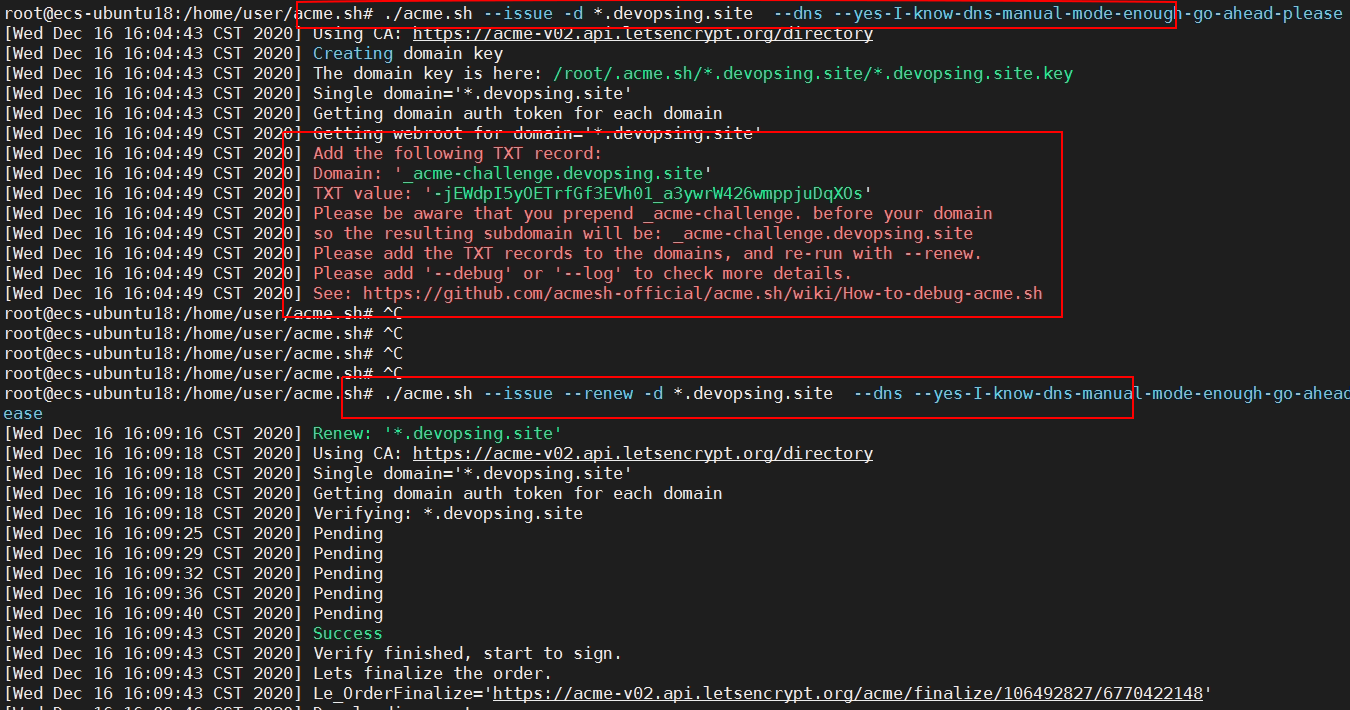 root@ecs-ubuntu18:/home/user/acme.sh# ./acme.sh --issue -d *.devopsing.site  --dns --yes-I-know-dns-manual-mode-enough-go-ahead-please
[Wed Dec 16 16:04:43 CST 2020] Using CA: https://acme-v02.api.letsencrypt.org/directory
[Wed Dec 16 16:04:43 CST 2020] Creating domain key
[Wed Dec 16 16:04:43 CST 2020] The domain key is here: /root/.acme.sh/*.devopsing.site/*.devopsing.site.key
[Wed Dec 16 16:04:43 CST 2020] Single domain='*.devopsing.site'
[Wed Dec 16 16:04:43 CST 2020] Getting domain auth token for each domain
[Wed Dec 16 16:04:49 CST 2020] Getting webroot for domain='*.devopsing.site'
[Wed Dec 16 16:04:49 CST 2020] Add the following TXT record:
[Wed Dec 16 16:04:49 CST 2020] Domain: '_acme-challenge.devopsing.site'
[Wed Dec 16 16:04:49 CST 2020] TXT value: '-jEWdpI5yOETrfGf3EVh01_a3ywrW426wmppjuDqXOs'
[Wed Dec 16 16:04:49 CST 2020] Please be aware that you prepend _acme-challenge. before your domain
[Wed Dec 16 16:04:49 CST 2020] so the resulting subdomain will be: _acme-challenge.devopsing.site
[Wed Dec 16 16:04:49 CST 2020] Please add the TXT records to the domains, and re-run with --renew.
[Wed Dec 16 16:04:49 CST 2020] Please add '--debug' or '--log' to check more details.
[Wed Dec 16 16:04:49 CST 2020] See: https://github.com/acmesh-official/acme.sh/wiki/How-to-debug-acme.sh
root@ecs-ubuntu18:/home/user/acme.sh# ^C
root@ecs-ubuntu18:/home/user/acme.sh# ^C
root@ecs-ubuntu18:/home/user/acme.sh# ^C
root@ecs-ubuntu18:/home/user/acme.sh# ^C
root@ecs-ubuntu18:/home/user/acme.sh# ./acme.sh --issue --renew -d *.devopsing.site  --dns --yes-I-know-dns-manual-mode-enough-go-ahead
ease
[Wed Dec 16 16:09:16 CST 2020] Renew: '*.devopsing.site'
[Wed Dec 16 16:09:18 CST 2020] Using CA: https://acme-v02.api.letsencrypt.org/directory
[Wed Dec 16 16:09:18 CST 2020] Single domain='*.devopsing.site'
[Wed Dec 16 16:09:18 CST 2020] Getting domain auth token for each domain
[Wed Dec 16 16:09:18 CST 2020] Verifying: *.devopsing.site
[Wed Dec 16 16:09:25 CST 2020] Pending
[Wed Dec 16 16:09:29 CST 2020] Pending
[Wed Dec 16 16:09:32 CST 2020] Pending
[Wed Dec 16 16:09:36 CST 2020] Pending
[Wed Dec 16 16:09:40 CST 2020] Pending
[Wed Dec 16 16:09:43 CST 2020] Success
[Wed Dec 16 16:09:43 CST 2020] Verify finished, start to sign.
[Wed Dec 16 16:09:43 CST 2020] Lets finalize the order.
[Wed Dec 16 16:09:43 CST 2020] Le_OrderFinalize='https://acme-v02.api.letsencrypt.org/acme/finalize/106492827/6770422148'